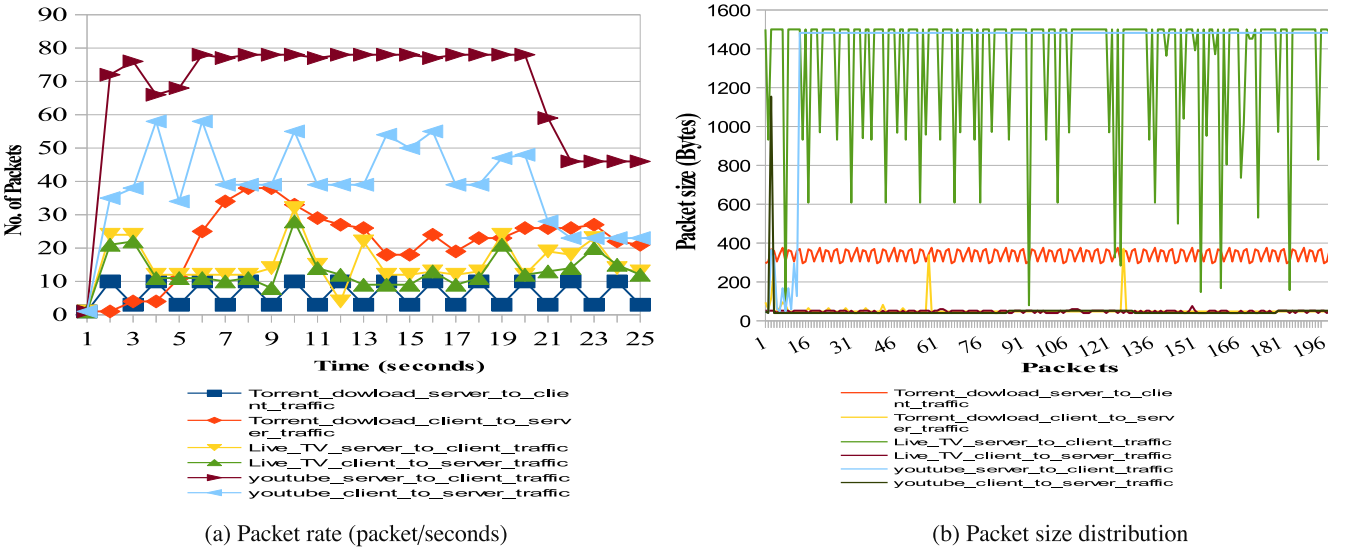 90
80
70
60
50
40
30
20
10
0
No. of Packets
1 3 5 7 9 11 13 15 17 19 21 23 25
Time (seconds)
Torrent_dowload_server_to_clie
nt_traffic
Torrent_dowload_client_to_serv
er_traffic
Live_TV_server_to_client_traffic
Live_TV_client_to_server_traffic
youtube_server_to_client_traffic
youtube_client_to_server_traffic
(a) Packet rate (packet/seconds)
1600
1400
1200
1000
800
600
400
200
0
Packet size (Bytes)
1 16 31 46 61 76 91 106 121 136 151 166 181 196
Packets
Torrent_dowload_server_to_clie
nt_traffic
Torrent_dowload_client_to_serv
er_traffic
Live_TV_server_to_client_traffic
Live_TV_client_to_server_traffic
youtube_server_to_client_traffic
youtube_client_to_server_traffic
(b) Packet size distribution